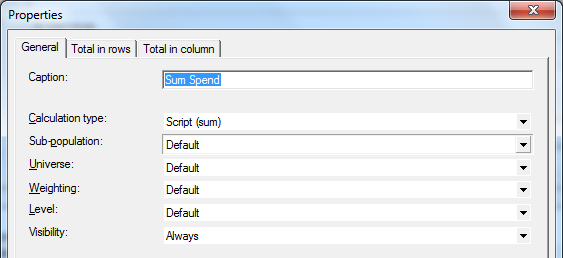 Properties
General Total in rows Total in column
Caption: Sum Spend
Calculation type: Script (sum)
Sub-population: Default
Universe: Default
Weighting: Default
Level: Default
Visibility: Always